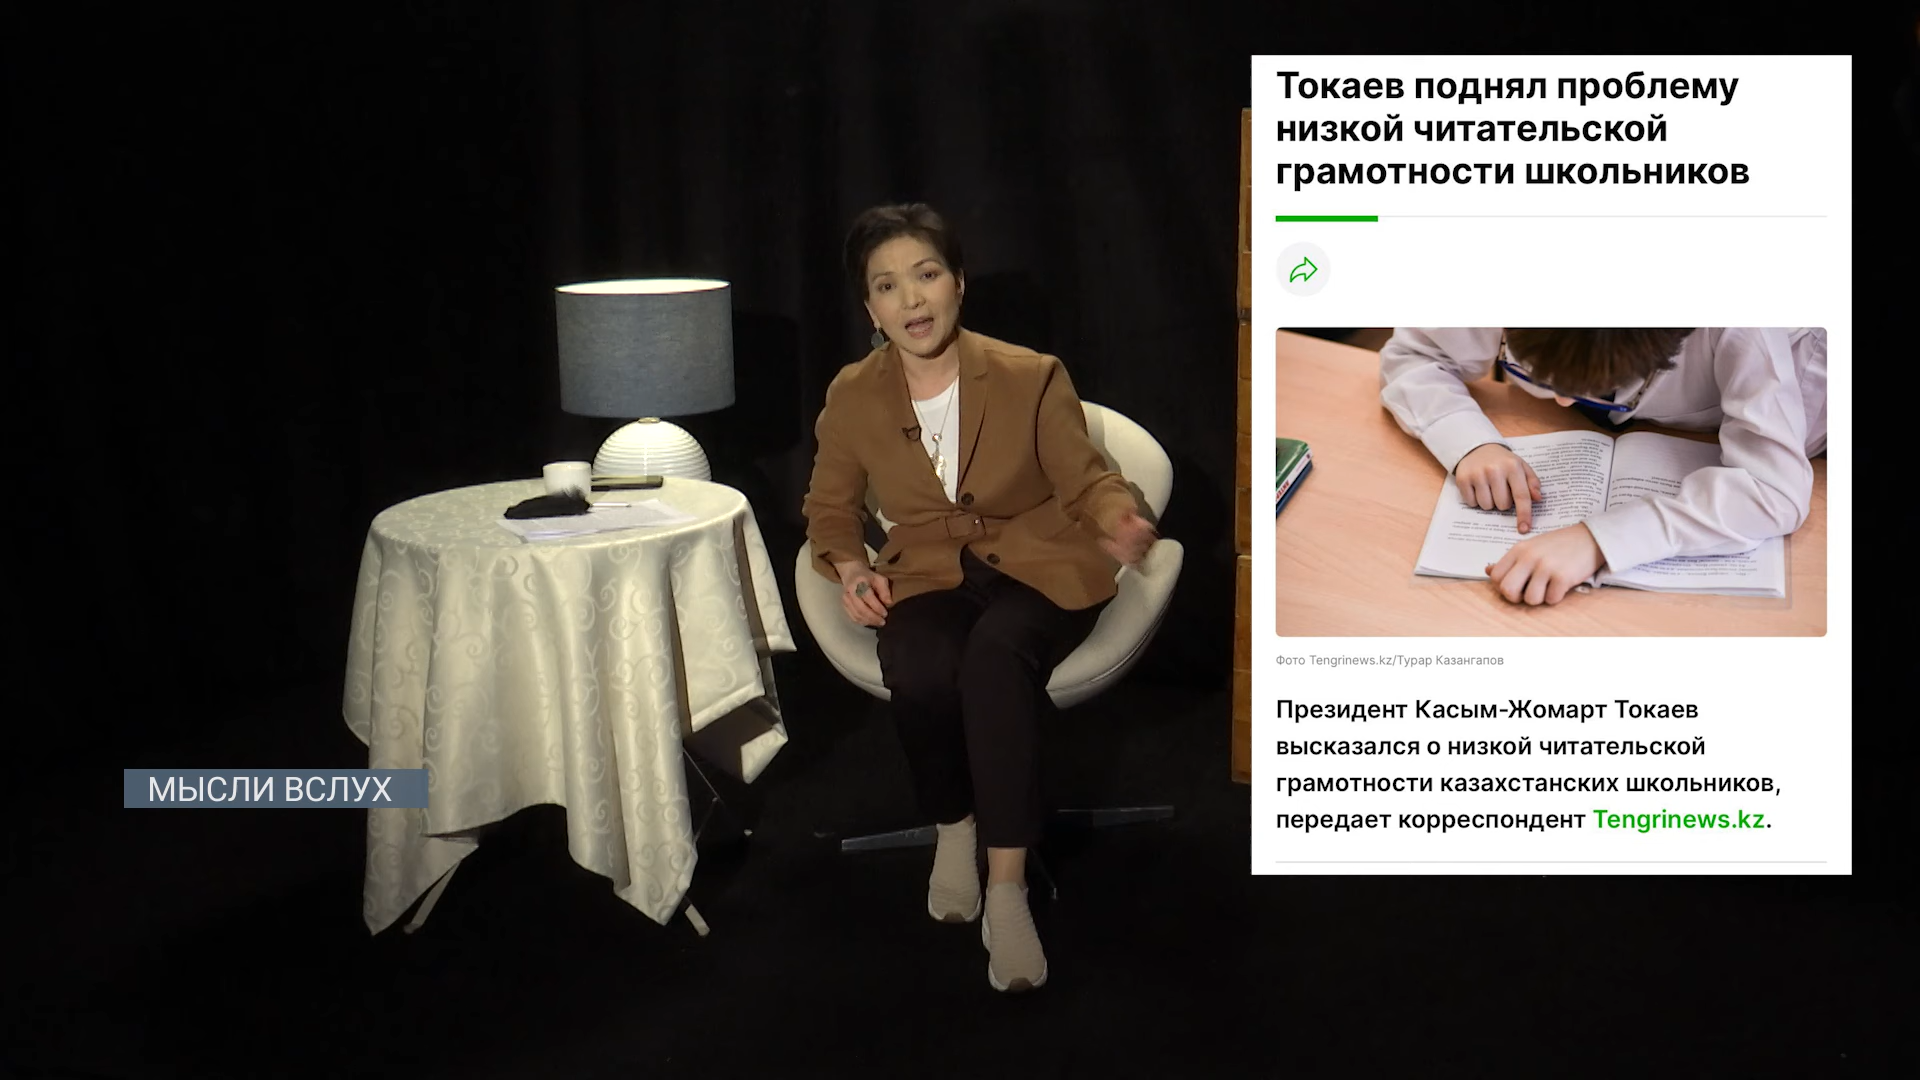 Токаев поднял проблему
низкой читательской
грамотности школьников
Фото Tengrinews.kz/Турар Казангапов
Президент Касым-Жомарт Токаев
высказался о низкой читательской
грамотности казахстанских школьников,
передает корреспондент Tengrinews.kz.
МЫСЛИ ВСЛУХ